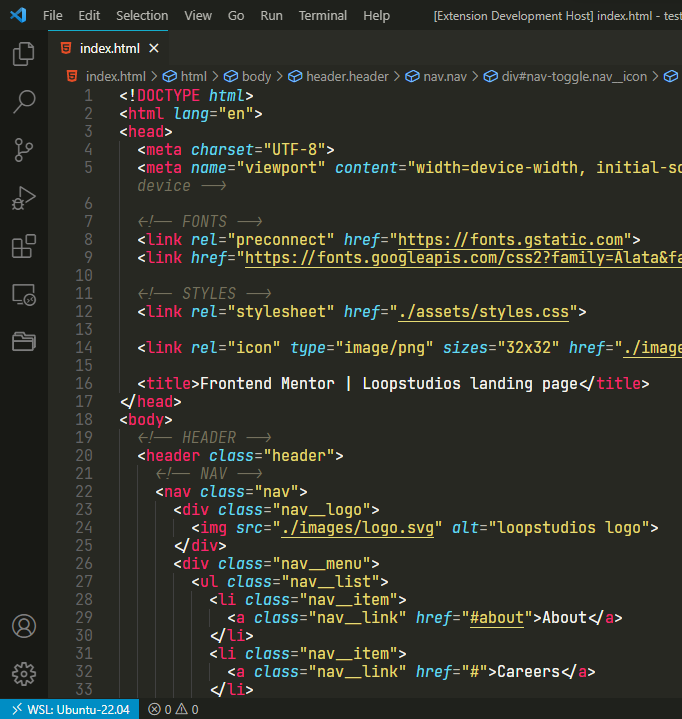 File Edit Selection View Go Run Terminal Help [Extension Development Host] index.html - test
index.html
index.html > html > body > header.header > nav.nav > div#nav-toggle.nav__icon >
1 <!DOCTYPE html>
2 <html lang="en">
3 <head>
4 <meta charset="UTF-8">
5 <meta name="viewport" content="width=device-width, initial-sc
device -->
6
7 <!-- FONTS -->
8 <link rel="preconnect" href="https://fonts.gstatic.com">
9 <link href="https://fonts.googleapis.com/css2?family=Alata&fa
10
11 <!-- STYLES -->
12 <link rel="stylesheet" href="./assets/styles.css">
13
14 <link rel="icon" type="image/png" sizes="32x32" href="./imag
15
16 <title>Frontend Mentor | Loopstudios landing page</title>
17 </head>
18 <body>
19 <!-- HEADER -->
20 <header class="header">
21 <!-- NAV -->
22 <nav class="nav">
23 <div class="nav__logo">
24 <img src="./images/logo.svg" alt="loopstudios logo">
25 </div>
26 <div class="nav__menu">
27 <ul class="nav__list">
28 <li class="nav__item">
29 <a class="nav__link" href="#about">About</a>
30 </li>
31 <li class="nav__item">
32 <a class="nav__link" href="#">Careers</a>
33 </li>
WSL: Ubuntu-22.04 0 0